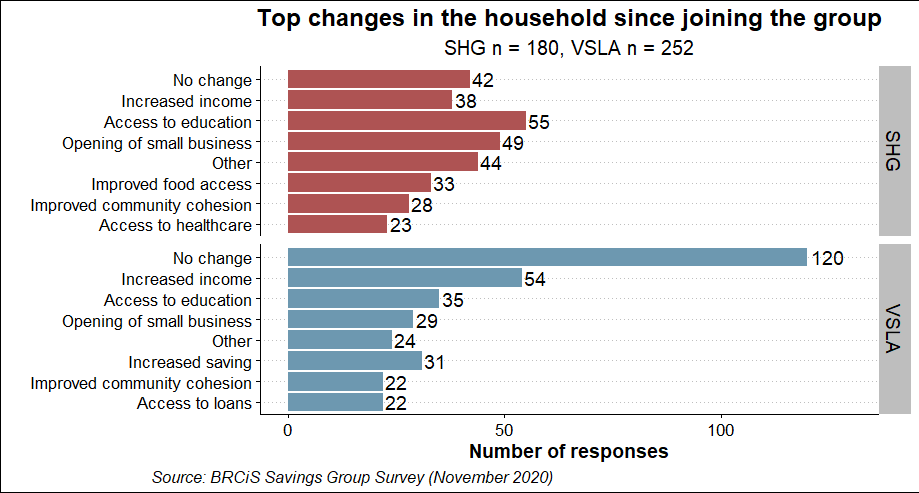 Top changes in the household since joining the group
SHG n = 180, VSLA n = 252
No change 42
Increased income 38
Access to education 55
Opening of small business 49
Other 44
Improved food access 33
Improved community cohesion 28
Access to healthcare 23
SHG
No change 120
Increased income 54
Access to education 35
Opening of small business 29
Other 24
Increased saving 31
Improved community cohesion 22
Access to loans 22
VSLA
0 50 100
Number of responses
Source: BRCiS Savings Group Survey (November 2020)